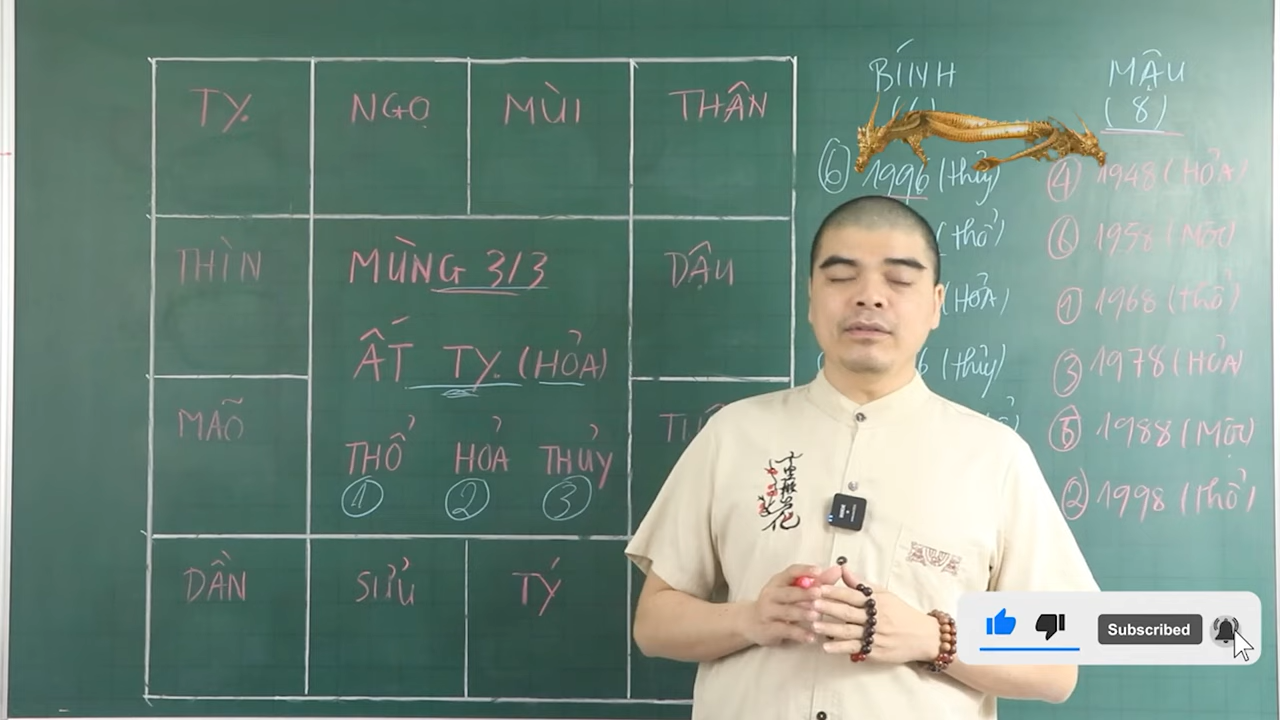 TỴ NGỌ MÙI THÂN
THÌN
MÙNG 3/3
DẬU
ẤT TỴ (HỎA)
MÃO
THỔ HỎA THỦY
1 2 3
DẦN SỬU TÝ
BÍNH
6 1996 (thủy)
(thổ)
(HỎA)
6 (thủy)
MẬU
(8)
4 1948 (HỎA)
6 1958 (Mộc)
1 1968 (thổ)
3 1978 (HỎA)
1988 (Mộc)
2 1998 (thổ)
Subscribed